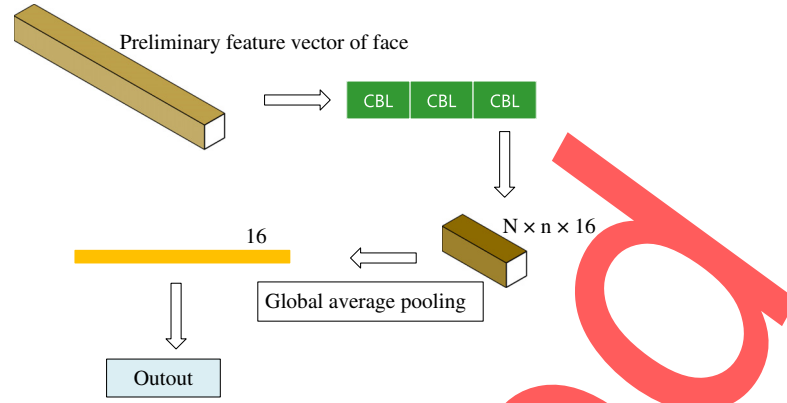 Preliminary feature vector of face
CBL CBL CBL
N × n × 16
16
Global average pooling
Outout